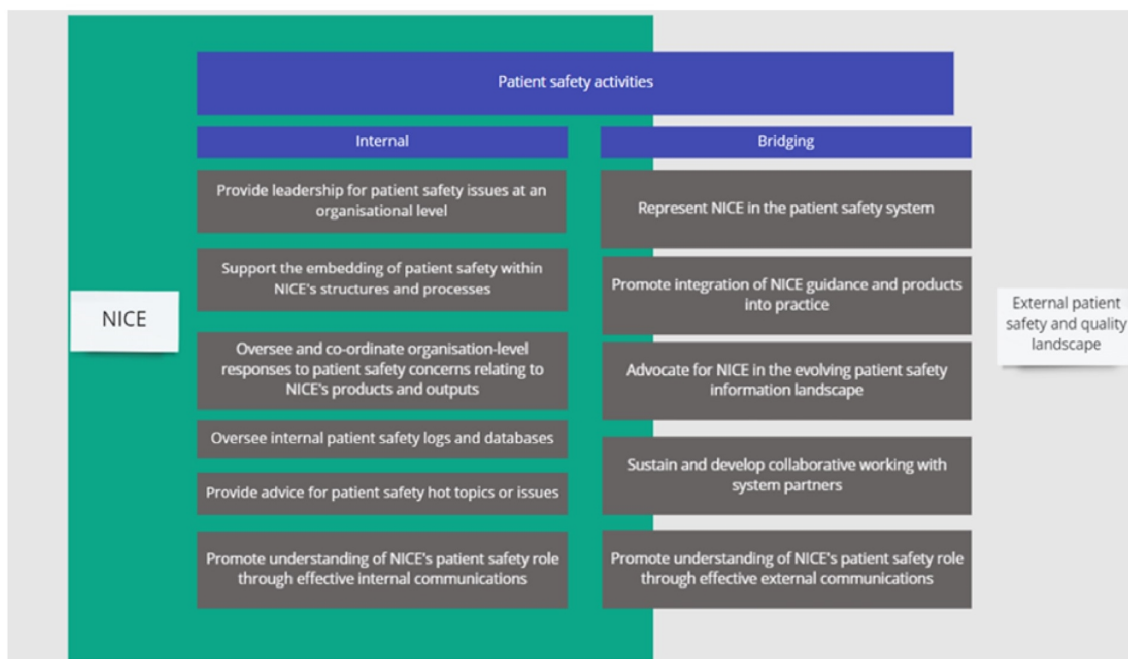 Patient safety activities
Internal
Bridging
Provide leadership for patient safety issues at an
organisational level
Represent NICE in the patient safety system
Support the embedding of patient safety within
NICE's structures and processes
Promote integration of NICE guidance and products
into practice
NICE
External patient
safety and quality
landscape
Oversee and co-ordinate organisation-level
responses to patient safety concerns relating to
NICE's products and outputs
Advocate for NICE in the evolving patient safety
information landscape
Oversee internal patient safety logs and databases
Sustain and develop collaborative working with
system partners
Provide advice for patient safety hot topics or issues
Promote understanding of NICE's patient safety role
through effective internal communications
Promote understanding of NICE's patient safety role
through effective external communications